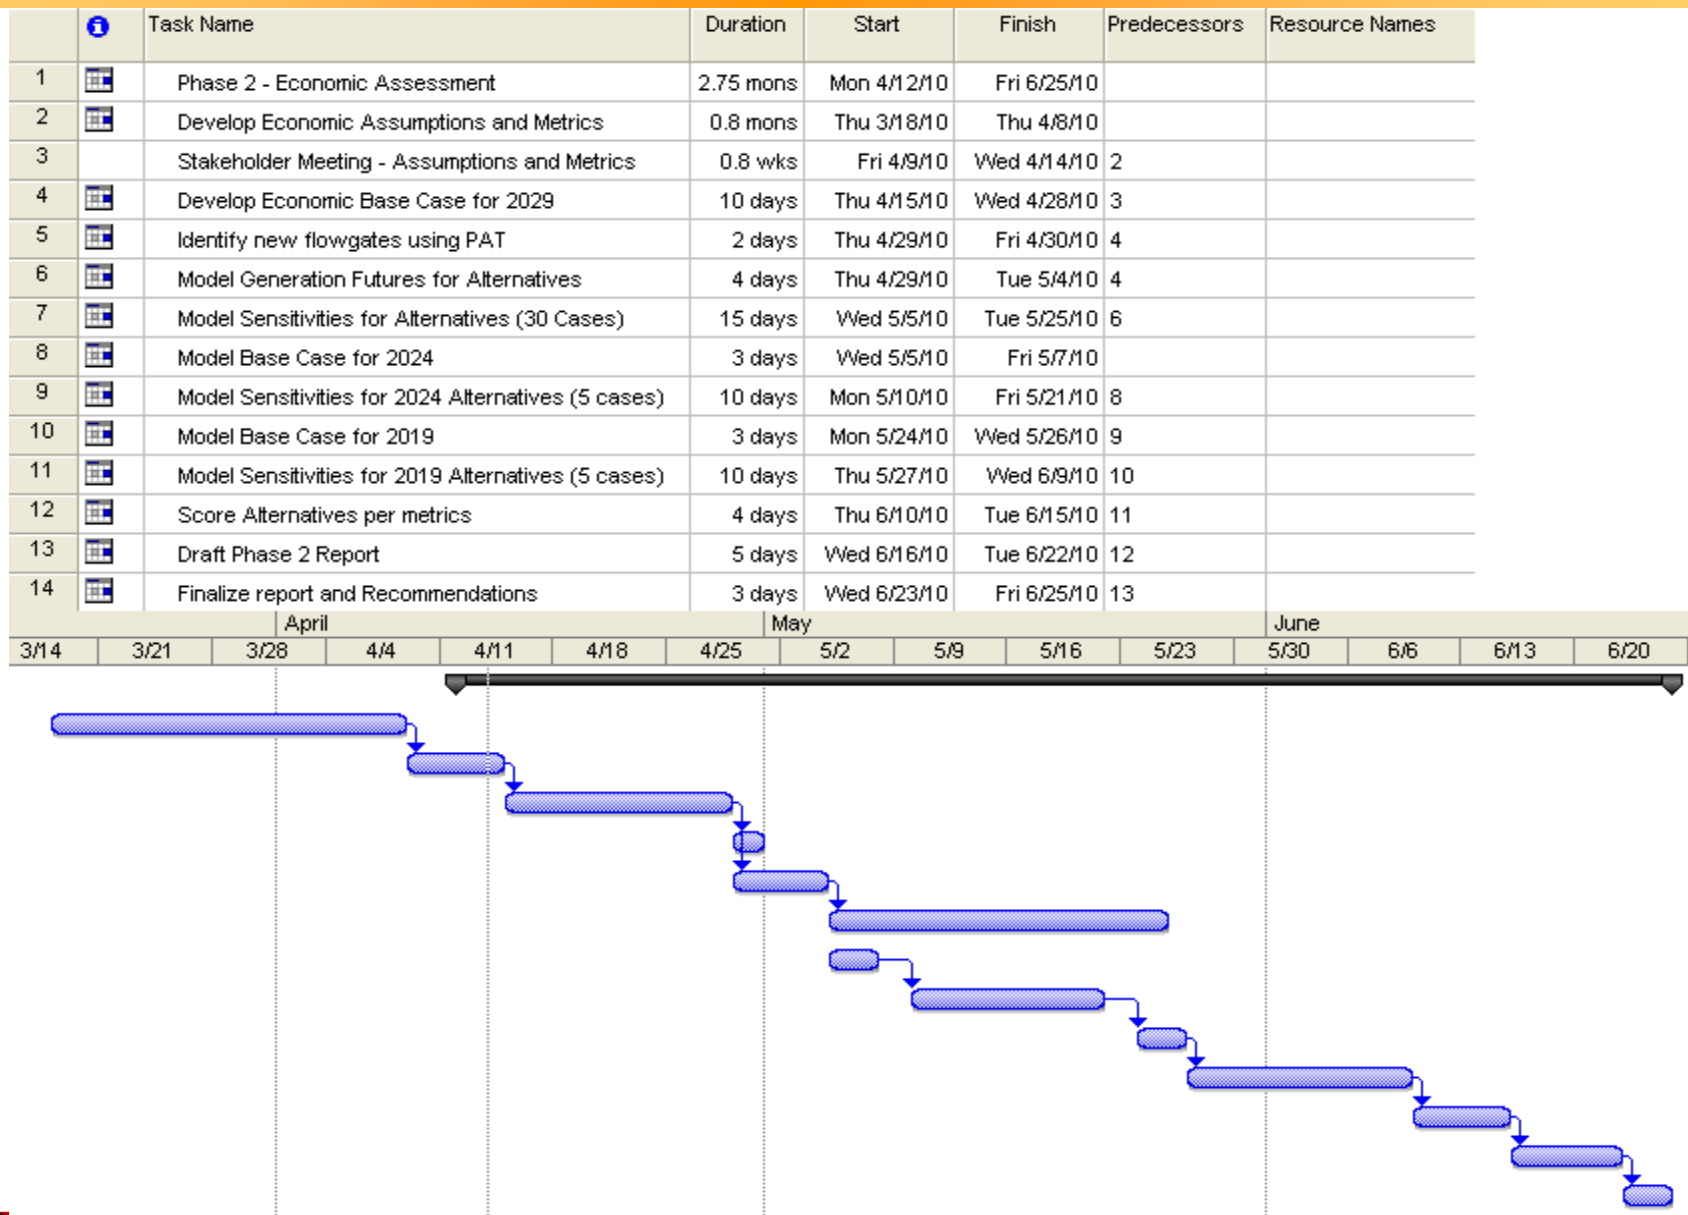 Task Name Duration Start Finish Predecessors Resource Names
1 Phase 2 - Economic Assessment 2.75 mons Mon 4/12/10 Fri 6/25/10
2 Develop Economic Assumptions and Metrics 0.8 mons Thu 3/18/10 Thu 4/8/10
3 Stakeholder Meeting - Assumptions and Metrics 0.8 wks Fri 4/9/10 Wed 4/14/10 2
4 Develop Economic Base Case for 2029 10 days Thu 4/15/10 Wed 4/28/10 3
5 Identify new flowgates using PAT 2 days Thu 4/29/10 Fri 4/30/10 4
6 Model Generation Futures for Alternatives 4 days Thu 4/29/10 Tue 5/4/10 4
7 Model Sensitivities for Alternatives (30 Cases) 15 days Wed 5/5/10 Tue 5/25/10 6
8 Model Base Case for 2024 3 days Wed 5/5/10 Fri 5/7/10
9 Model Sensitivities for 2024 Alternatives (5 cases) 10 days Mon 5/10/10 Fri 5/21/10 8
10 Model Base Case for 2019 3 days Mon 5/24/10 Wed 5/26/10 9
11 Model Sensitivities for 2019 Alternatives (5 cases) 10 days Thu 5/27/10 Wed 6/9/10 10
12 Score Alternatives per metrics 4 days Thu 6/10/10 Tue 6/15/10 11
13 Draft Phase 2 Report 5 days Wed 6/16/10 Tue 6/22/10 12
14 Finalize report and Recommendations 3 days Wed 6/23/10 Fri 6/25/10 13
April May June
3/14 3/21 3/28 4/4 4/11 4/18 4/25 5/2 5/9 5/16 5/23 5/30 6/6 6/13 6/20